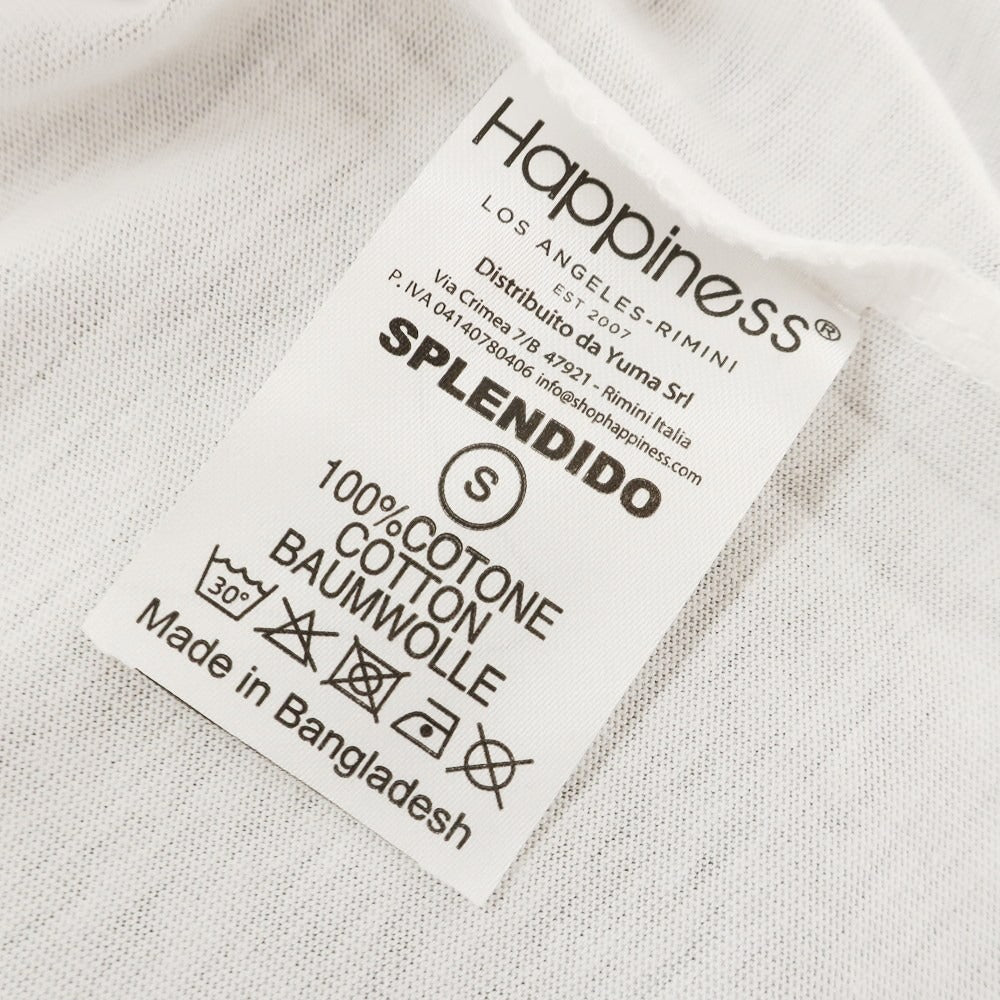 Happiness®
LOS ANGELES-RIMINI
EST 2007
Distribuito da Yuma Srl
Via Crimea 7/B 47921 - Rimini Italia
P. IVA 04140780406 info@shophappiness.com
SPLENDIDO
S
100%COTONE
COTTON
BAUMWOLLE
30°
Made in Bangladesh